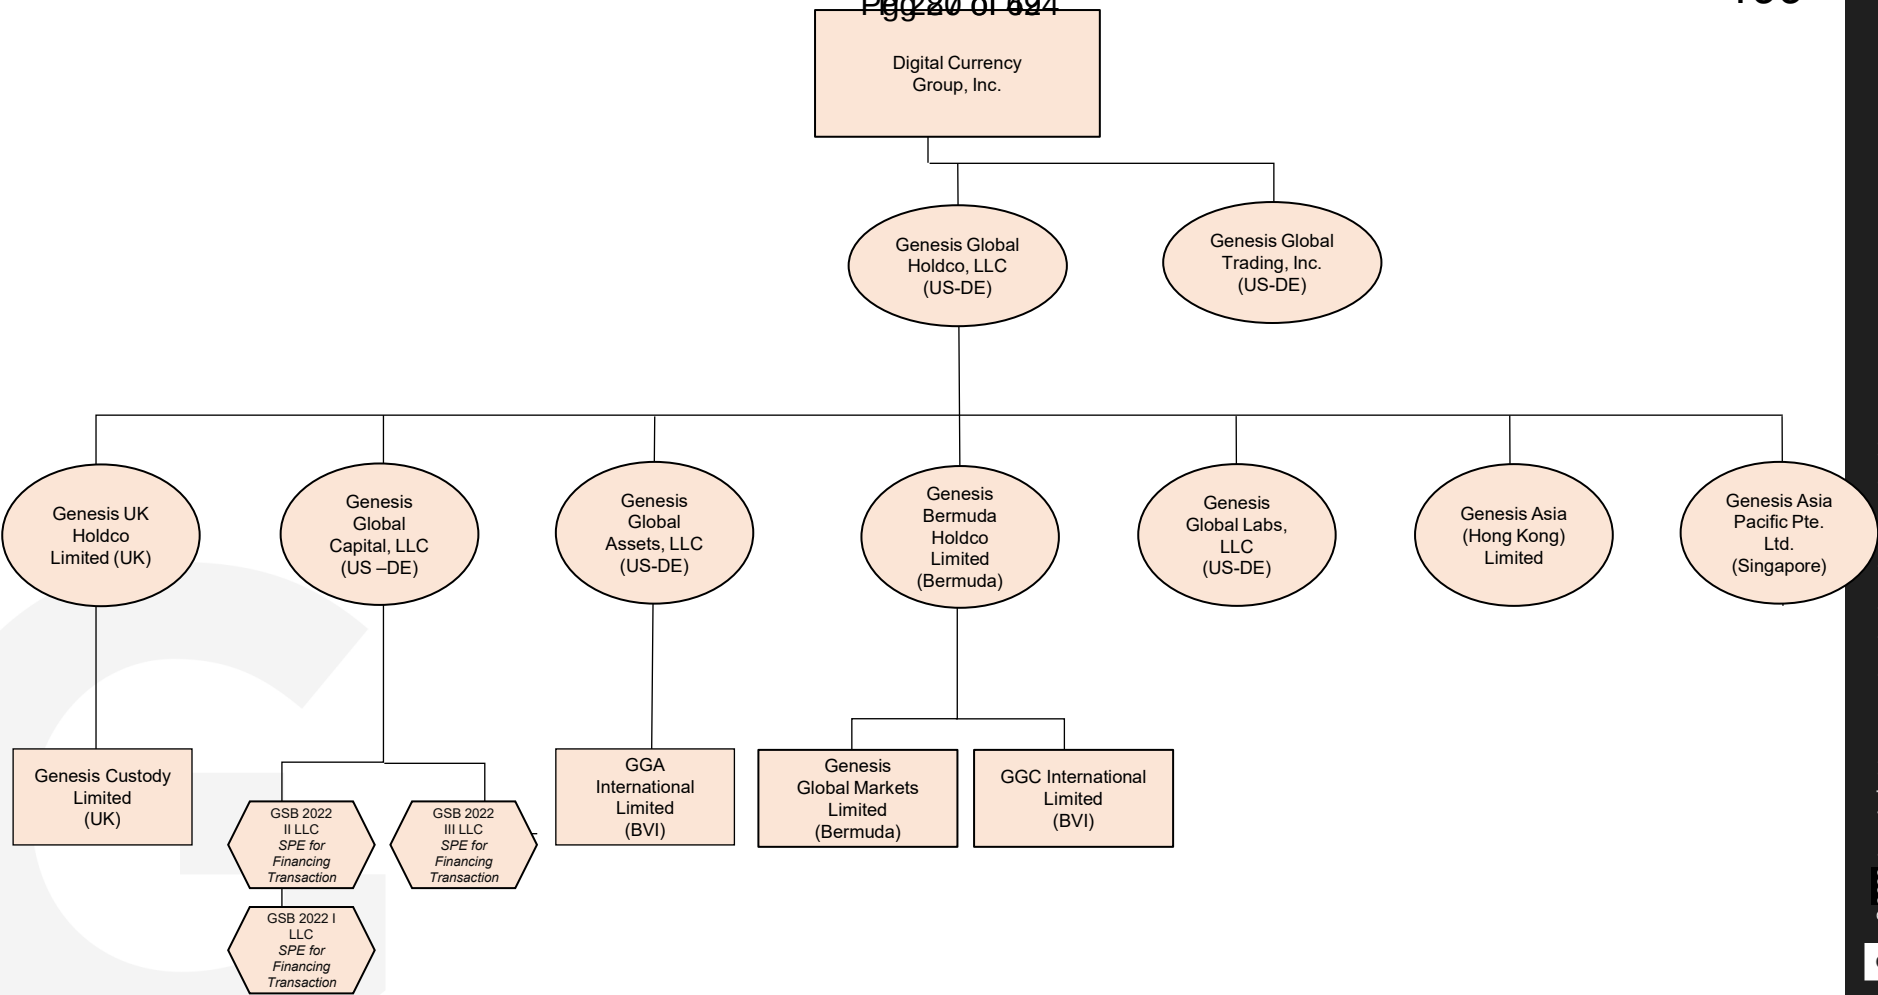 Digital Currency
Group, Inc.
Genesis Global
Holdco, LLC
(US-DE)
Genesis Global
Trading, Inc.
(US-DE)
Genesis UK
Holdco
Limited (UK)
Genesis
Global
Capital, LLC
(US –DE)
Genesis
Global
Assets, LLC
(US-DE)
Genesis
Bermuda
Holdco
Limited
(Bermuda)
Genesis
Global Labs,
LLC
(US-DE)
Genesis Asia
(Hong Kong)
Limited
Genesis Asia
Pacific Pte.
Ltd.
(Singapore)
Genesis Custody
Limited
(UK)
GSB 2022
II LLC
SPE for
Financing
Transaction
GSB 2022
III LLC
SPE for
Financing
Transaction
GGA
International
Limited
(BVI)
Genesis
Global Markets
Limited
(Bermuda)
GGC International
Limited
(BVI)
GSB 2022 I
LLC
SPE for
Financing
Transaction